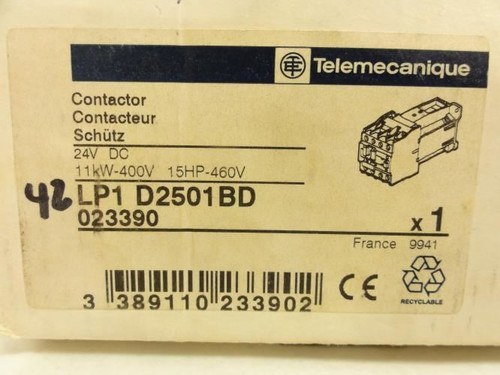 Telemecanique
Contactor
Contacteur
Schütz
24V DC
11kW-400V 15HP-460V
42 LP1 D2501BD
023390
x 1
France 9941
3 389110 233902
CE
RECYCLABLE